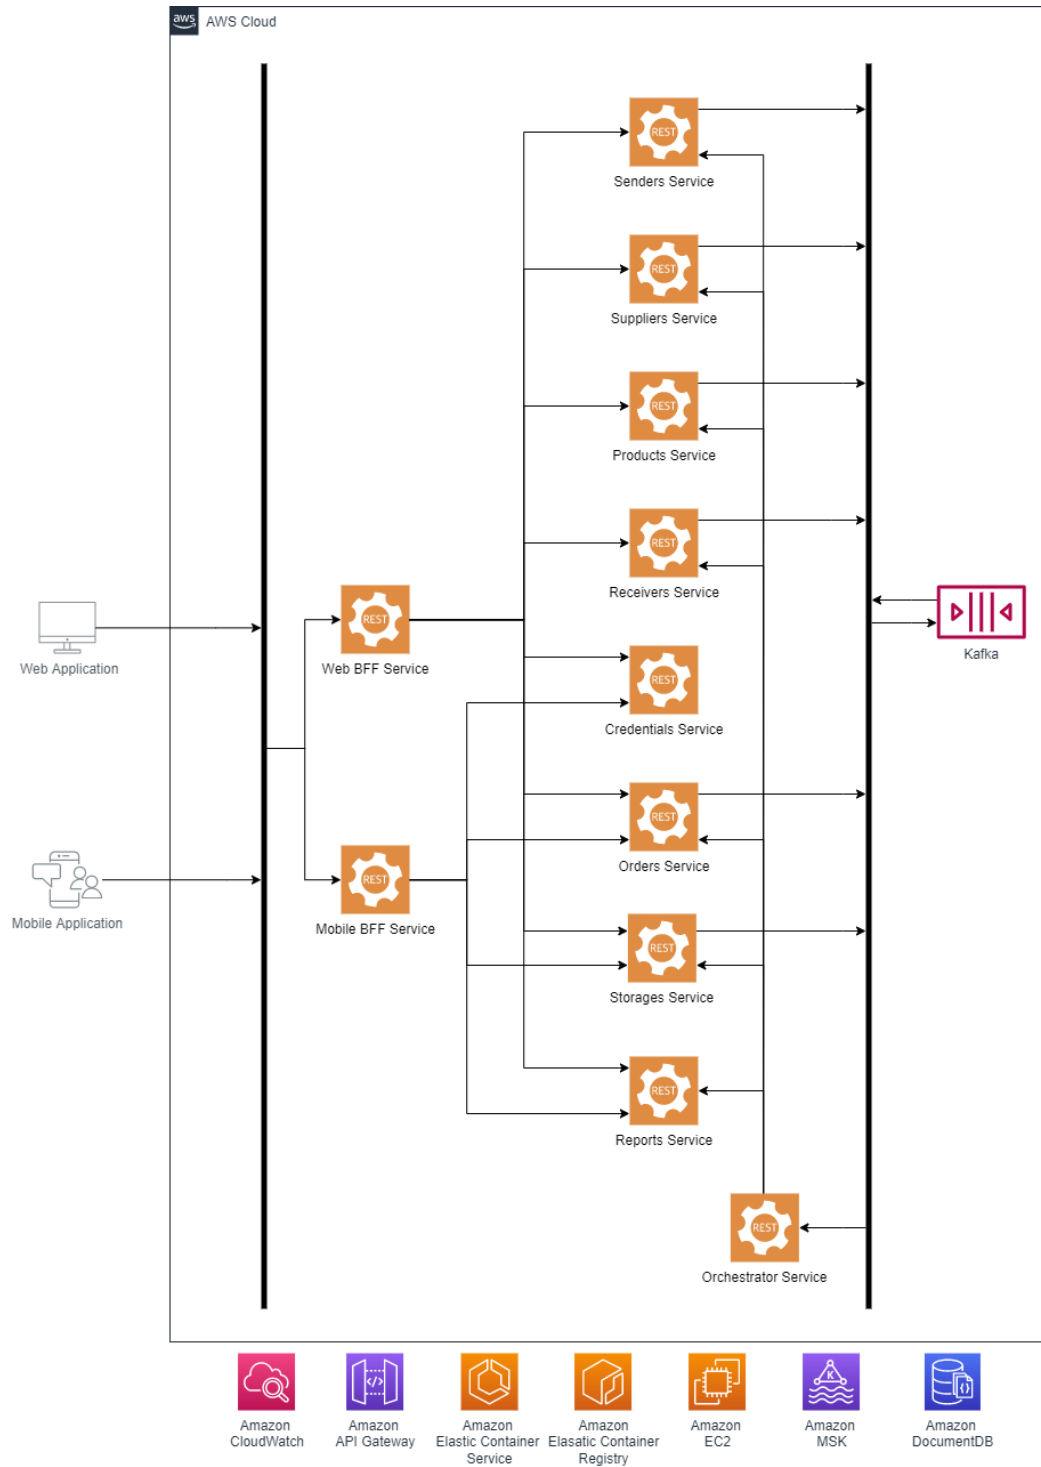 aws
AWS Cloud
REST
Senders Service
REST
Suppliers Service
REST
Products Service
REST
Receivers Service
REST
Web BFF Service
Web Application
Kafka
REST
Credentials Service
REST
Orders Service
REST
Mobile BFF Service
Mobile Application
REST
Storages Service
REST
Reports Service
REST
Orchestrator Service
Amazon
CloudWatch
Amazon
API Gateway
Amazon
Elastic Container
Service
Amazon
Elasatic Container
Registry
Amazon
EC2
K
Amazon
MSK
Amazon
DocumentDB